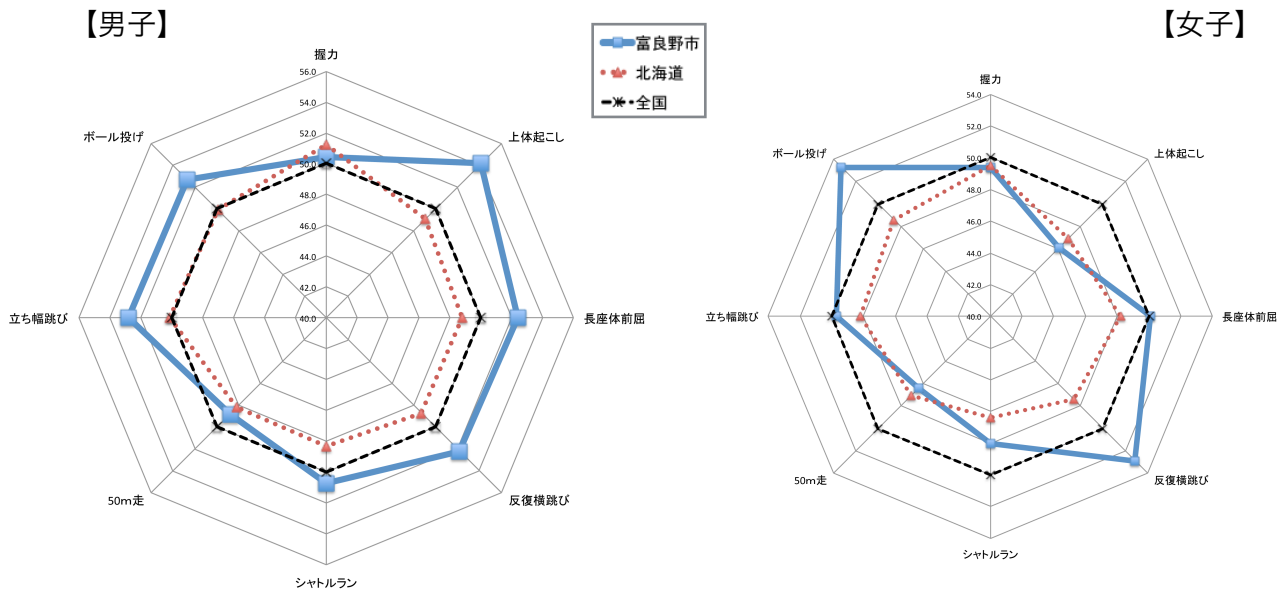 【男子】
【女子】
富良野市
北海道
全国
握力
56.0
54.0
52.0
50.0
48.0
46.0
44.0
42.0
40.0
上体起こし
長座体前屈
反復横跳び
シャトルラン
50m走
立ち幅跳び
ボール投げ
握力
54.0
52.0
50.0
48.0
46.0
44.0
42.0
40.0
上体起こし
長座体前屈
反復横跳び
シャトルラン
50m走
立ち幅跳び
ボール投げ